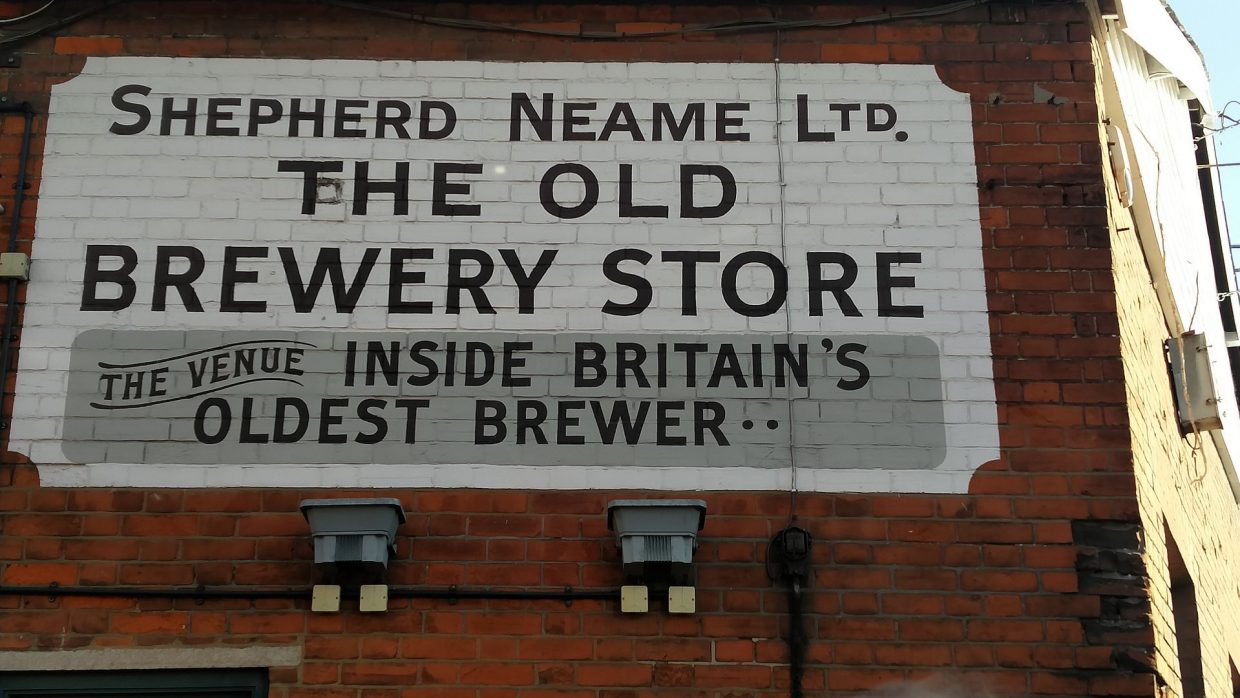 SHEPHERD NEAME LTD.
THE OLD
BREWERY STORE
THE VENUE INSIDE BRITAIN'S
OLDEST BREWER..